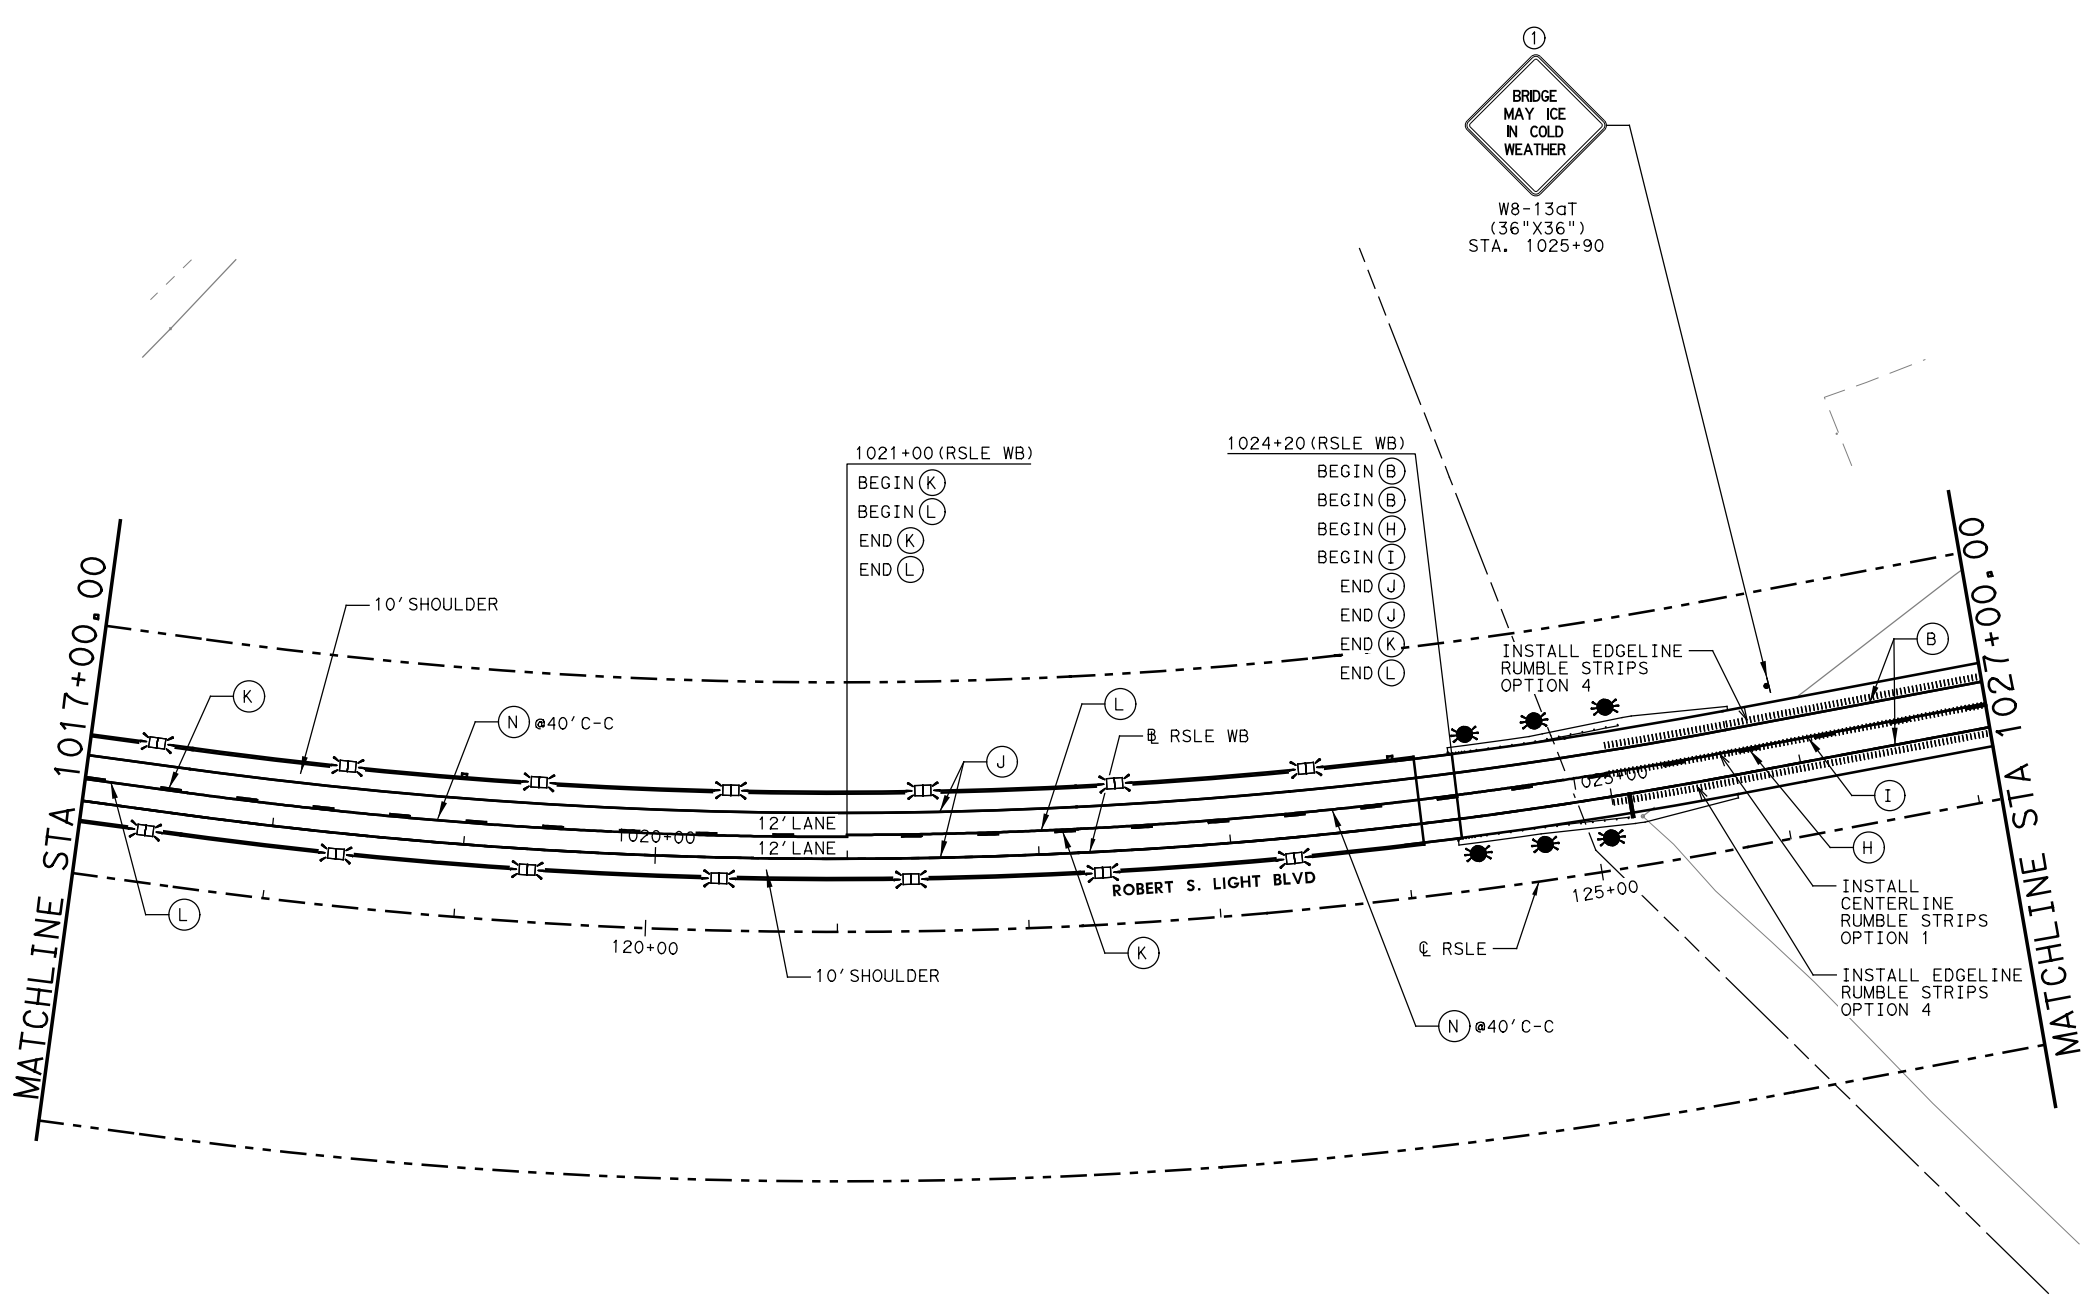 1
BRIDGE
MAY ICE
IN COLD
WEATHER
W8-13aT
(36"X36")
STA. 1025+90
1021+00(RSLE WB)
BEGIN K
BEGIN L
END K
END L
1024+20(RSLE WB)
BEGIN B
BEGIN B
BEGIN H
BEGIN I
END J
END J
END K
END L
MATCHLINE STA 1017+00.00
MATCHLINE STA 1027+00.00
10' SHOULDER
K
N @40' C-C
L
℄ RSLE WB
J
INSTALL EDGELINE
RUMBLE STRIPS
OPTION 4
B
12' LANE
1020+00
12' LANE
1025+00
I
H
L
ROBERT S. LIGHT BLVD
125+00
120+00
10' SHOULDER
K
℄ RSLE
N @40' C-C
INSTALL
CENTERLINE
RUMBLE STRIPS
OPTION 1
INSTALL EDGELINE
RUMBLE STRIPS
OPTION 4